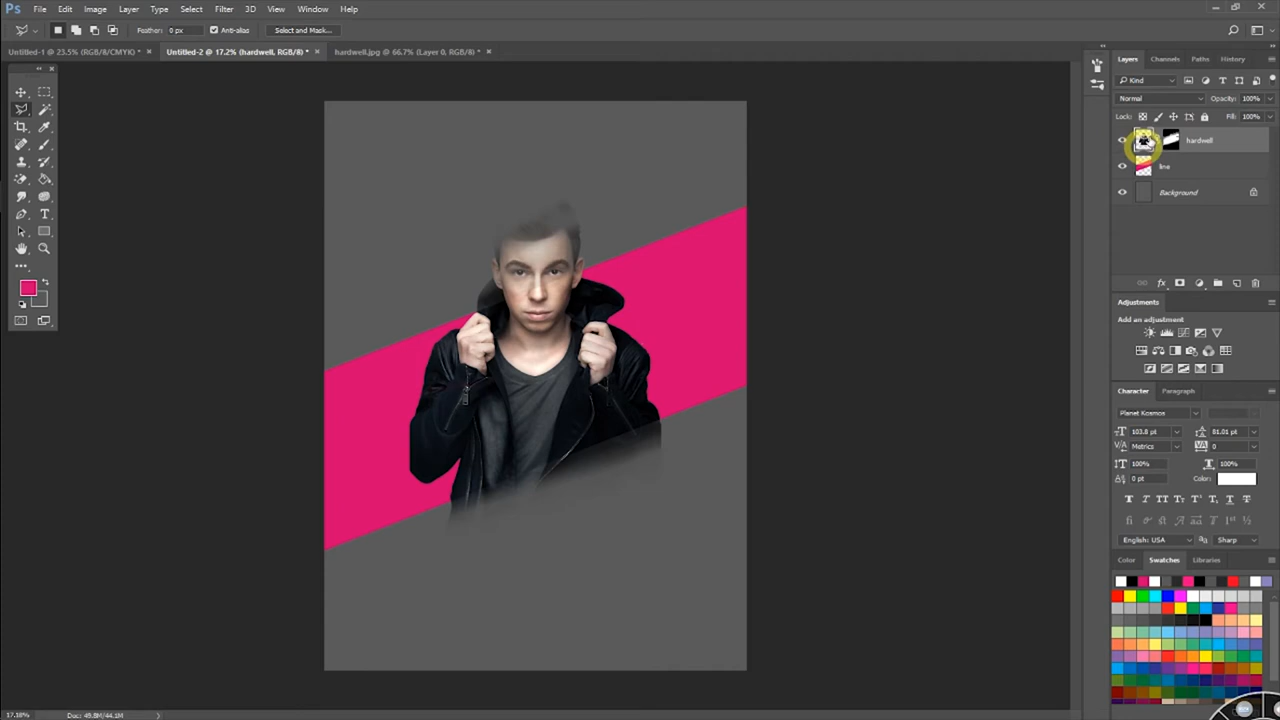 Ps File Edit Image Layer Type Select Filter 3D View Window Help
Feather: 0 px Anti-alias Select and Mask...
Untitled-1 @ 23.5% (RGB/8/CMYK) * × Untitled-2 @ 17.2% (hardwell, RGB/8) * × hardwell.jpg @ 66.7% (Layer 0, RGB/8) * ×
Layers Channels Paths History
Kind
Normal Opacity: 100%
Lock: Fill: 100%
hardwell
line
Background
fx
Adjustments
Add an adjustment
Character Paragraph
Planet Kosmos
103.8 pt 81.01 pt
Metrics 0
100% 100%
0 pt Color:
English: USA Sharp
Color Swatches Libraries
17.18% Doc: 49.8M/44.1M